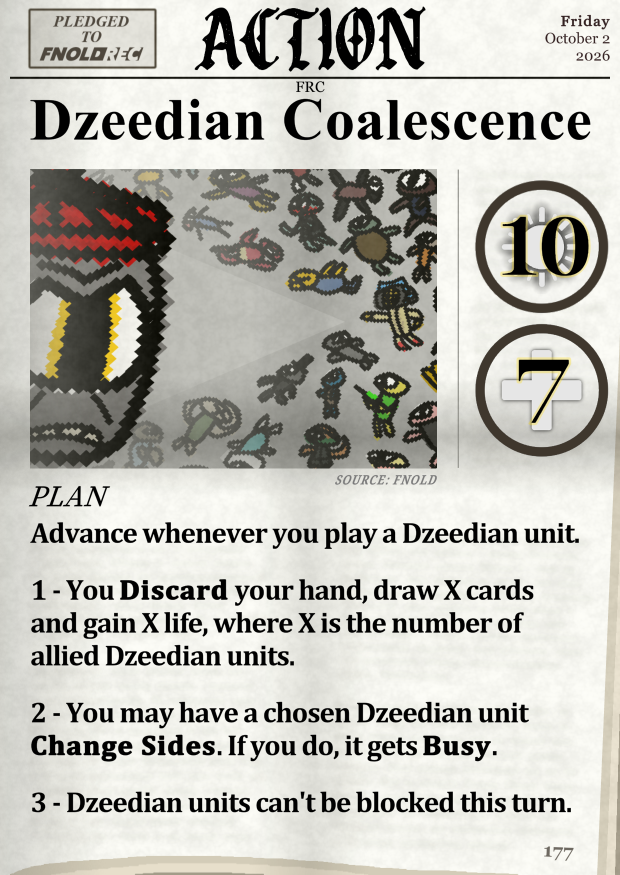 PLEDGED
TO
FNOLDREC
ACTION
Friday
October 2
2026
FRC
Dzeedian Coalescence
10
7
SOURCE: FNOLD
PLAN
Advance whenever you play a Dzeedian unit.
1 - You Discard your hand, draw X cards
and gain X life, where X is the number of
allied Dzeedian units.
2 - You may have a chosen Dzeedian unit
Change Sides. If you do, it gets Busy.
3 - Dzeedian units can't be blocked this turn.
177